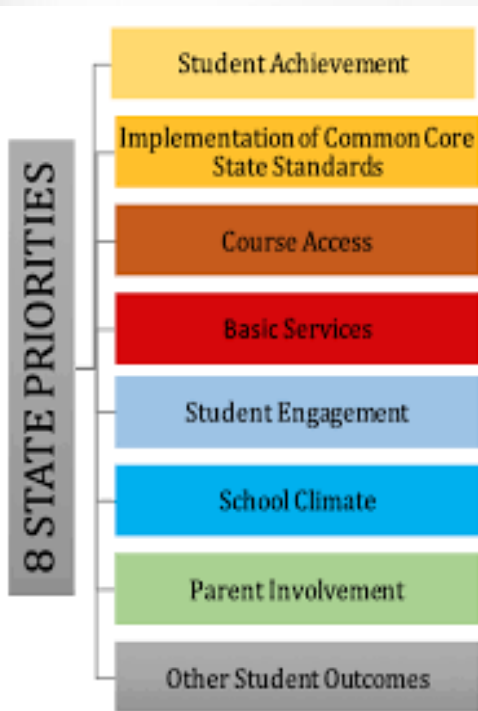 8 STATE PRIORITIES
Student Achievement
Implementation of Common Core
State Standards
Course Access
Basic Services
Student Engagement
School Climate
Parent Involvement
Other Student Outcomes